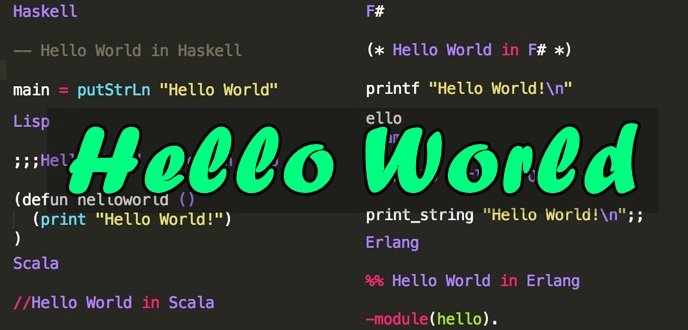 Haskell
-- Hello World in Haskell
main = putStrLn "Hello World"
Lisp
;;;Hello
(defun helloworld ()
(print "Hello World!")
)
Scala
//Hello World in Scala
F#
(* Hello World in F# *)
printf "Hello World!\n"
ello
print_string "Hello World!\n";;
Erlang
%% Hello World in Erlang
-module(hello).
Hello World